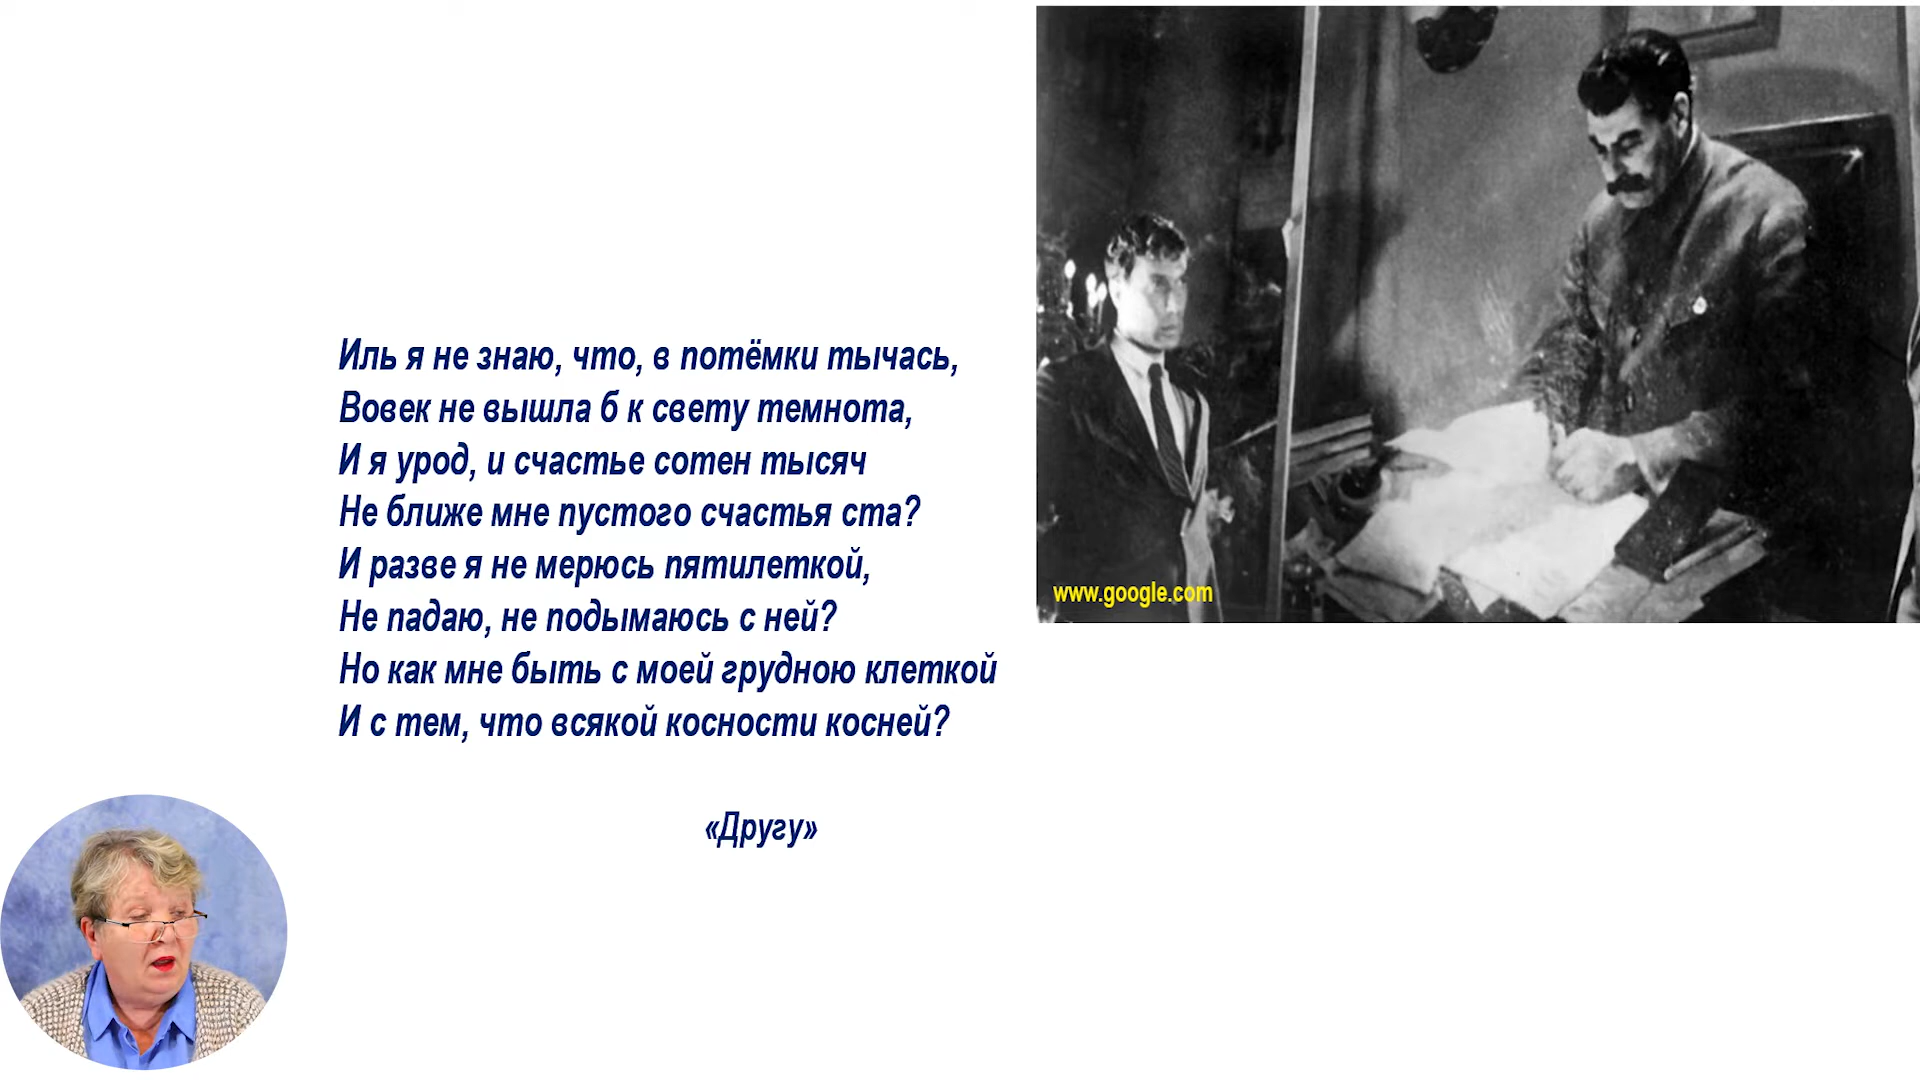 Иль я не знаю, что, в потёмки тычась,
Вовек не вышла б к свету темнота,
И я урод, и счастье сотен тысяч
Не ближе мне пустого счастья ста?
И разве я не мерюсь пятилеткой,
Не падаю, не подымаюсь с ней?
Но как мне быть с моей грудною клеткой
И с тем, что всякой косности косней?
«Другу»
www.google.com